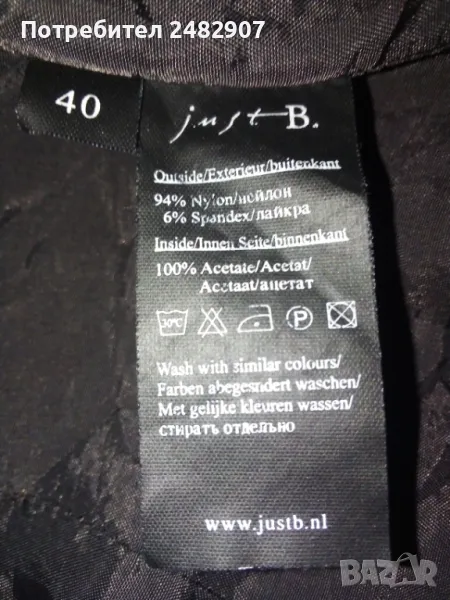 Потребител 2482907
40
just B.
Outside/Exterieur/buitenkant
94% Nylon/нейлон
6% Spandex/лайкра
Inside/Innen Seite/binnenkant
100% Acetate/Acetat/
Acetaat/ацетат
30°C
P
Wash with similar colours/
Farben abegesndert waschen/
Met gelijke kleuren wassen/
стирать отдельно
www.justb.nl
BAZAR